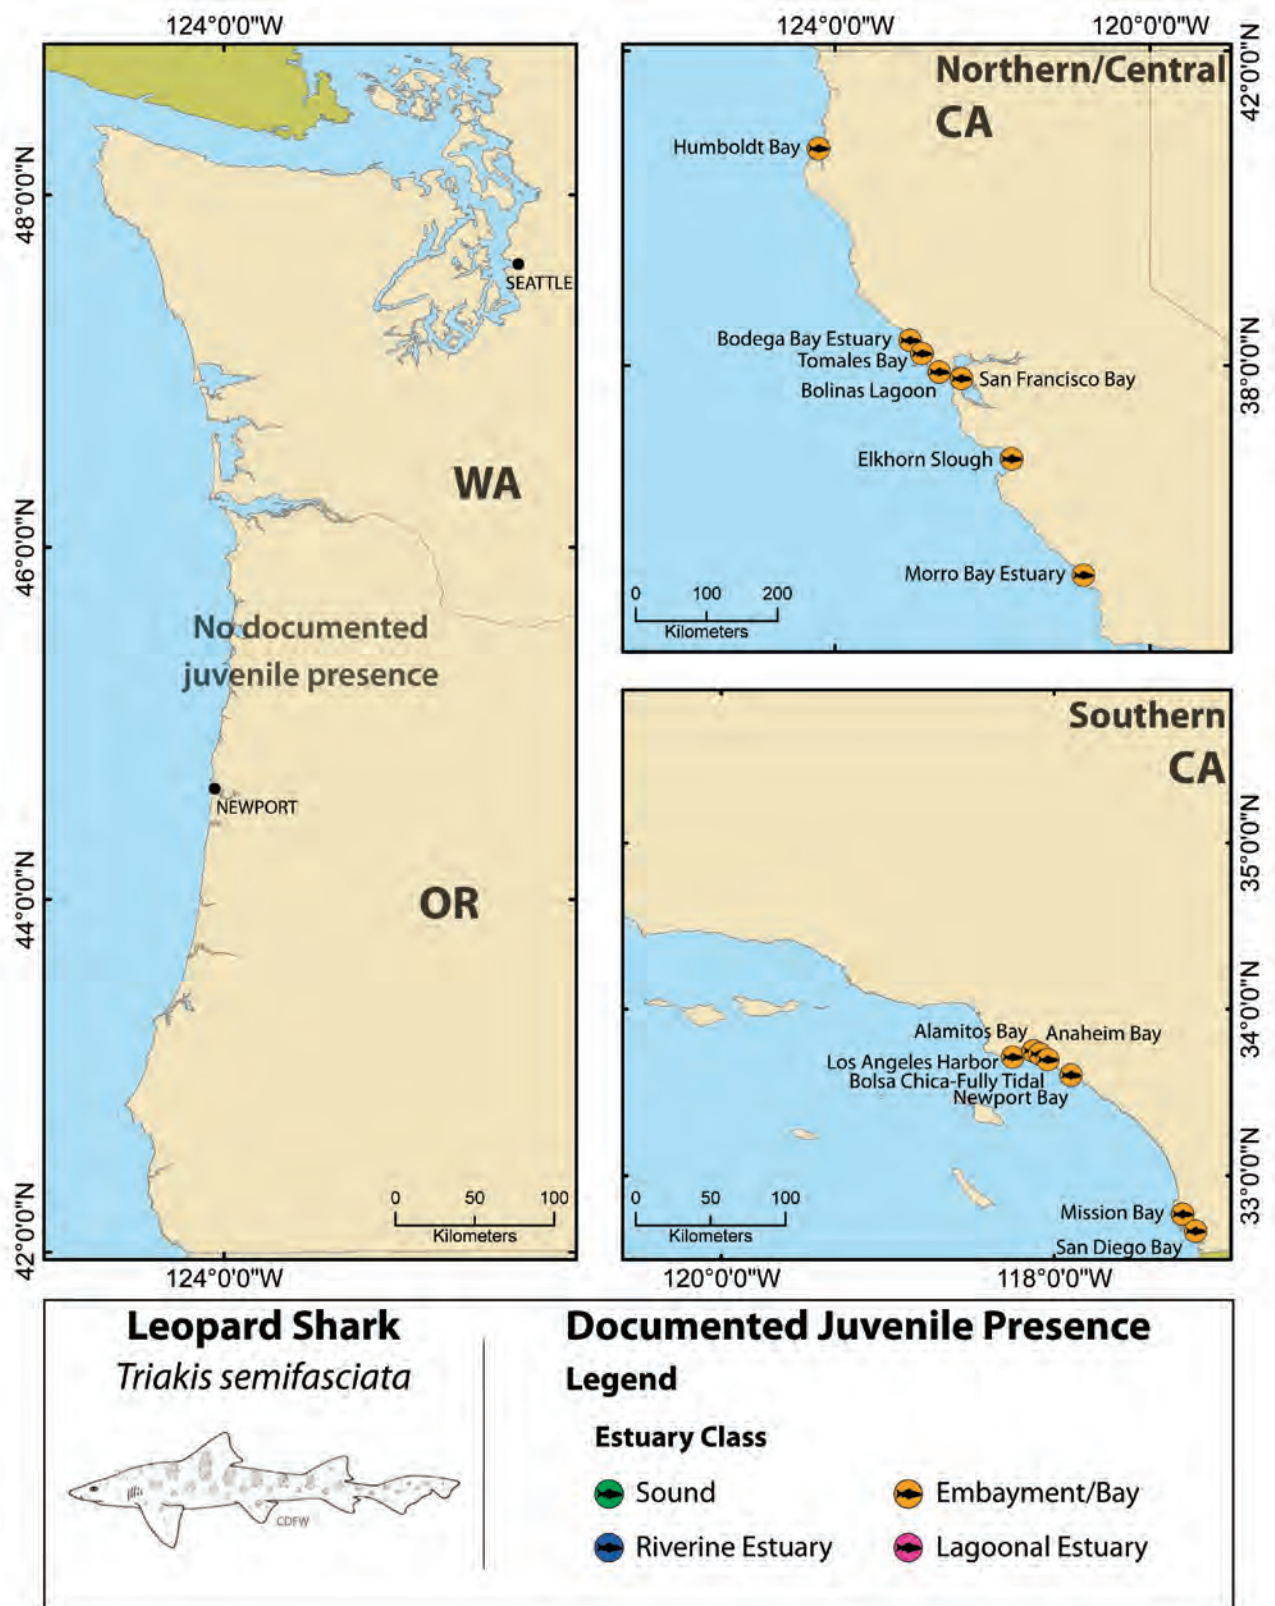 124°0'0"W
48°0'0"N
46°0'0"N
44°0'0"N
42°0'0"N
SEATTLE
WA
No documented
juvenile presence
NEWPORT
OR
0 50 100
Kilometers
124°0'0"W
124°0'0"W 120°0'0"W
Northern/Central
CA
42°0'0"N
38°0'0"N
Humboldt Bay
Bodega Bay Estuary
Tomales Bay
Bolinas Lagoon
San Francisco Bay
Elkhorn Slough
Morro Bay Estuary
0 100 200
Kilometers
Southern
CA
35°0'0"N
34°0'0"N
33°0'0"N
Alamitos Bay
Anaheim Bay
Los Angeles Harbor
Bolsa Chica-Fully Tidal
Newport Bay
Mission Bay
San Diego Bay
0 50 100
Kilometers
120°0'0"W 118°0'0"W
Leopard Shark
Triakis semifasciata
CDFW
Documented Juvenile Presence
Legend
Estuary Class
Sound
Embayment/Bay
Riverine Estuary
Lagoonal Estuary